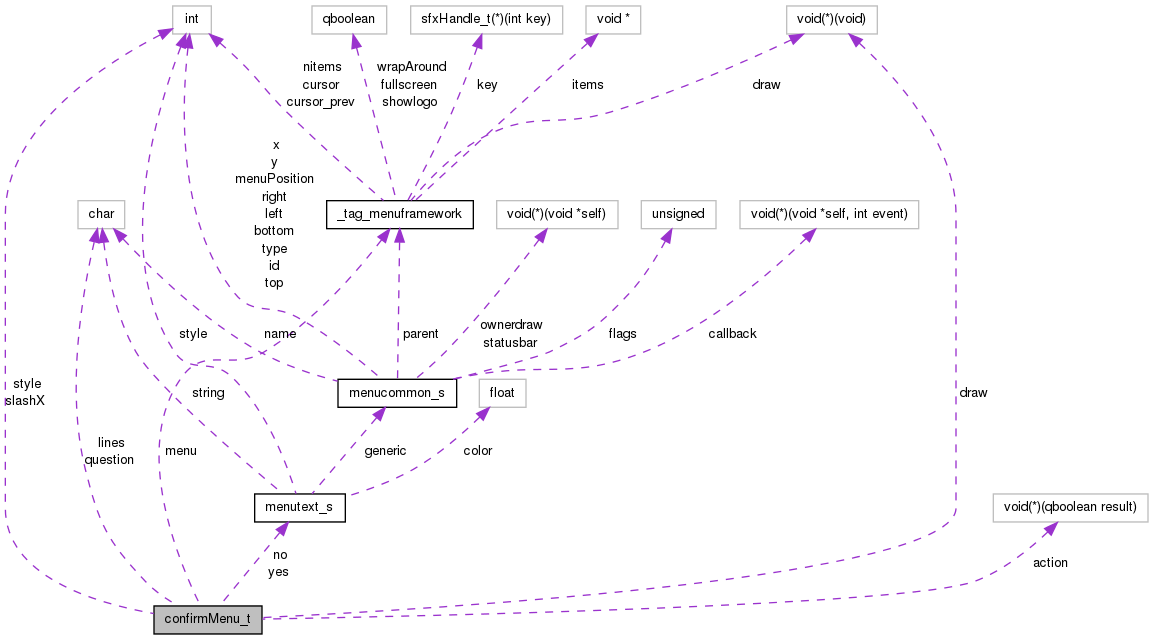 int
qboolean
sfxHandle_t(*)(int key)
void *
void(*)(void)
nitems
cursor
cursor_prev
wrapAround
fullscreen
showlogo
key
items
draw
x
y
menuPosition
right
left
bottom
type
id
top
char
_tag_menuframework
void(*)(void *self)
unsigned
void(*)(void *self, int event)
style
name
parent
ownerdraw
statusbar
flags
callback
style
slashX
string
menucommon_s
float
draw
lines
question
menu
generic
color
menutext_s
void(*)(qboolean result)
no
yes
action
confirmMenu_t